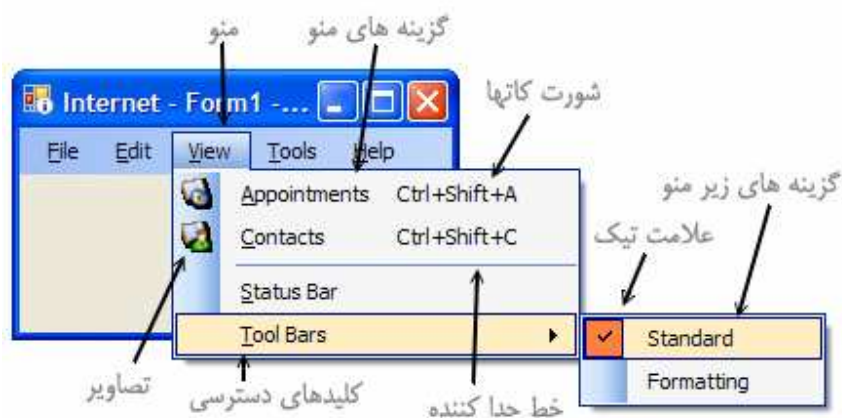 منو
گزینه های منو
شورت کاتها
Internet - Form1 -...
File Edit View Tools Help
Appointments Ctrl+Shift+A
Contacts Ctrl+Shift+C
Status Bar
Tool Bars
گزینه های زیر منو
علامت تیک
Standard
Formatting
تصاویر
کلیدهای دسترسی
خط جدا کننده